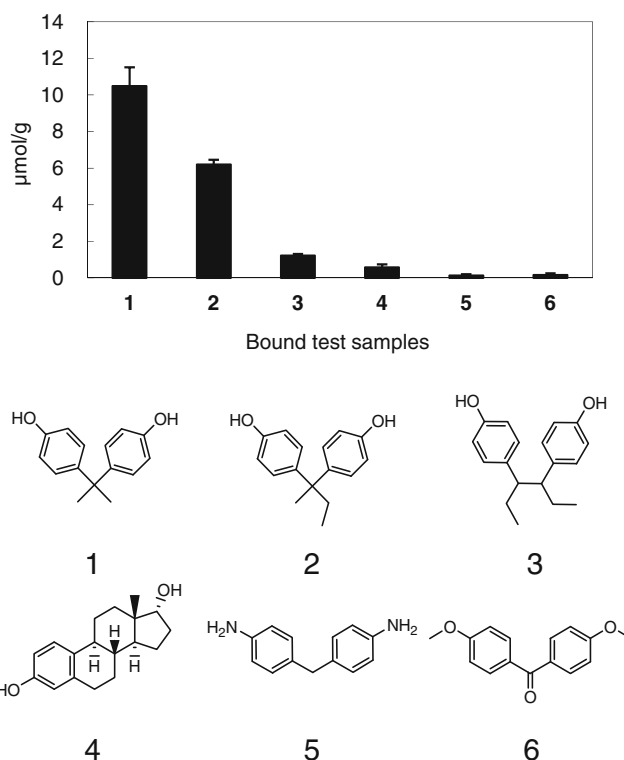 14
12
10
8
6
4
2
0
µmol/g
1 2 3 4 5 6
Bound test samples
HO OH
HO OH
HO OH
1 2 3
OH
H
H H
HO
H₂N NH₂
O O
O
4 5 6